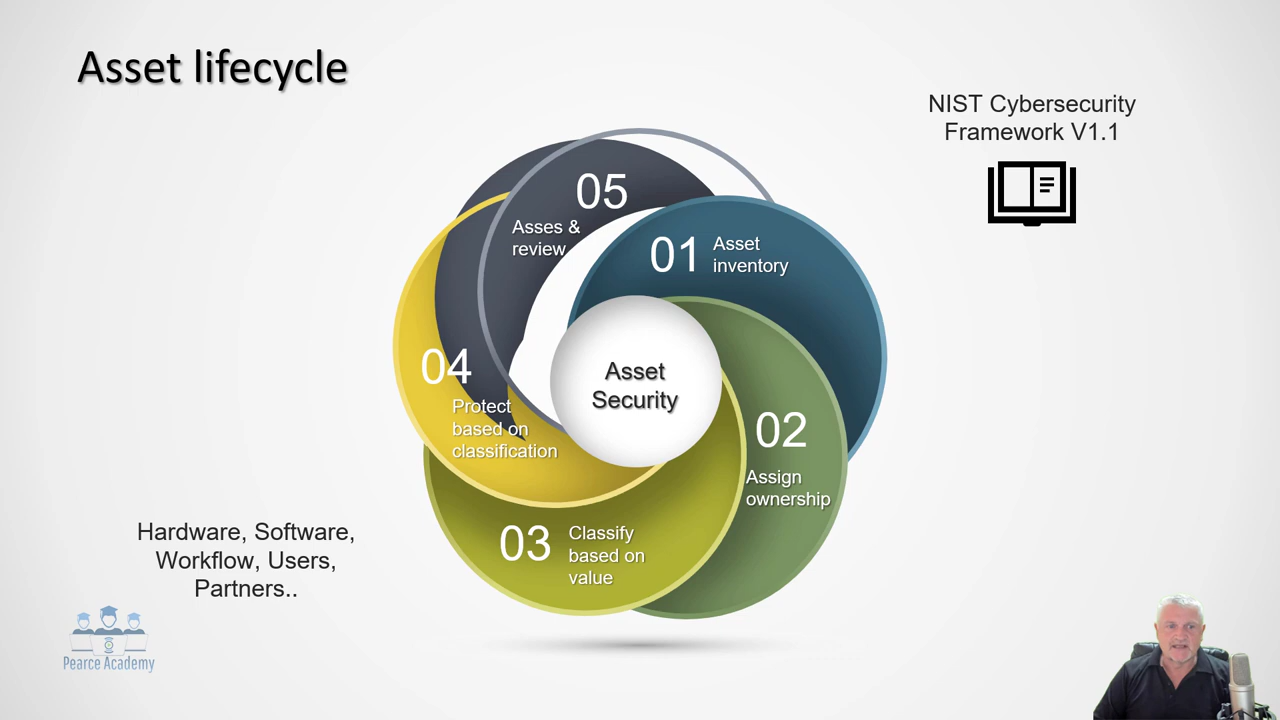 Asset lifecycle
NIST Cybersecurity
Framework V1.1
05
Asses &
review
01
Asset
inventory
04
Protect
based on
classification
Asset
Security
02
Assign
ownership
03
Classify
based on
value
Hardware, Software,
Workflow, Users,
Partners..
Pearce Academy